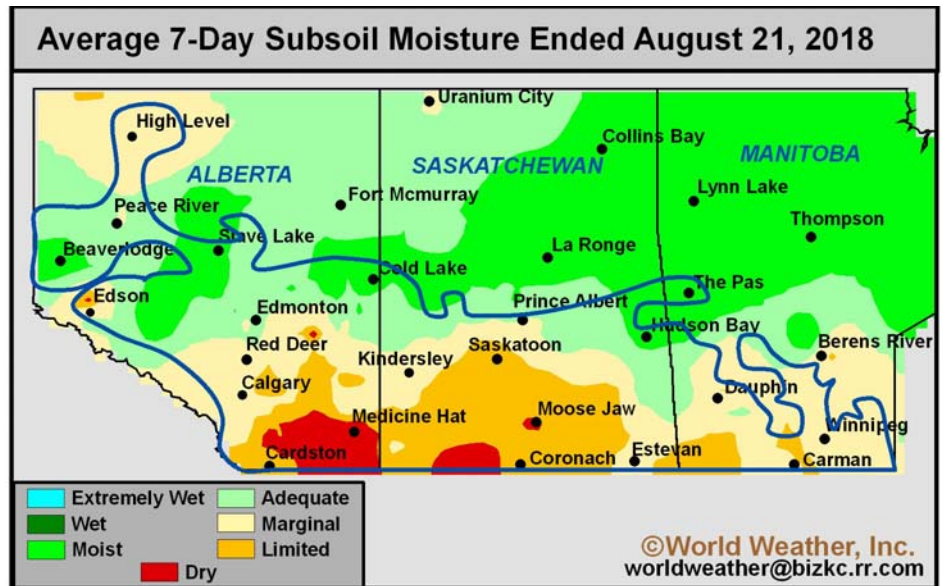 Average 7-Day Subsoil Moisture Ended August 21, 2018
Uranium City
High Level
Collins Bay
ALBERTA
SASKATCHEWAN
MANITOBA
Fort Mcmurray
Lynn Lake
Peace River
Thompson
Beaverlodge
Slave Lake
La Ronge
Cold Lake
The Pas
Edson
Edmonton
Prince Albert
Hudson Bay
Red Deer
Kindersley
Saskatoon
Berens River
Calgary
Dauphin
Medicine Hat
Moose Jaw
Winnipeg
Cardston
Coronach
Estevan
Carman
Extremely Wet
Adequate
Wet
Marginal
Moist
Limited
Dry
©World Weather, Inc.
worldweather@bizkc.rr.com